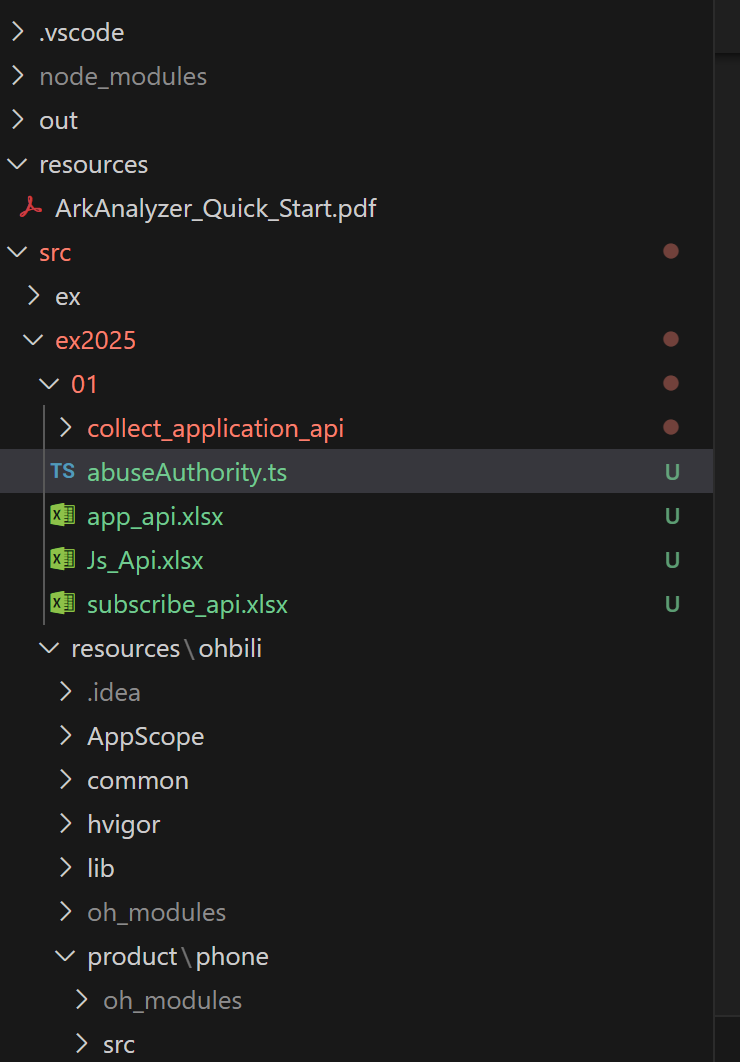 .vscode
node_modules
out
resources
ArkAnalyzer_Quick_Start.pdf
src
ex
ex2025
01
collect_application_api
TS abuseAuthority.ts U
app_api.xlsx U
Js_Api.xlsx U
subscribe_api.xlsx U
resources\ohbili
.idea
AppScope
common
hvigor
lib
oh_modules
product\phone
oh_modules
src